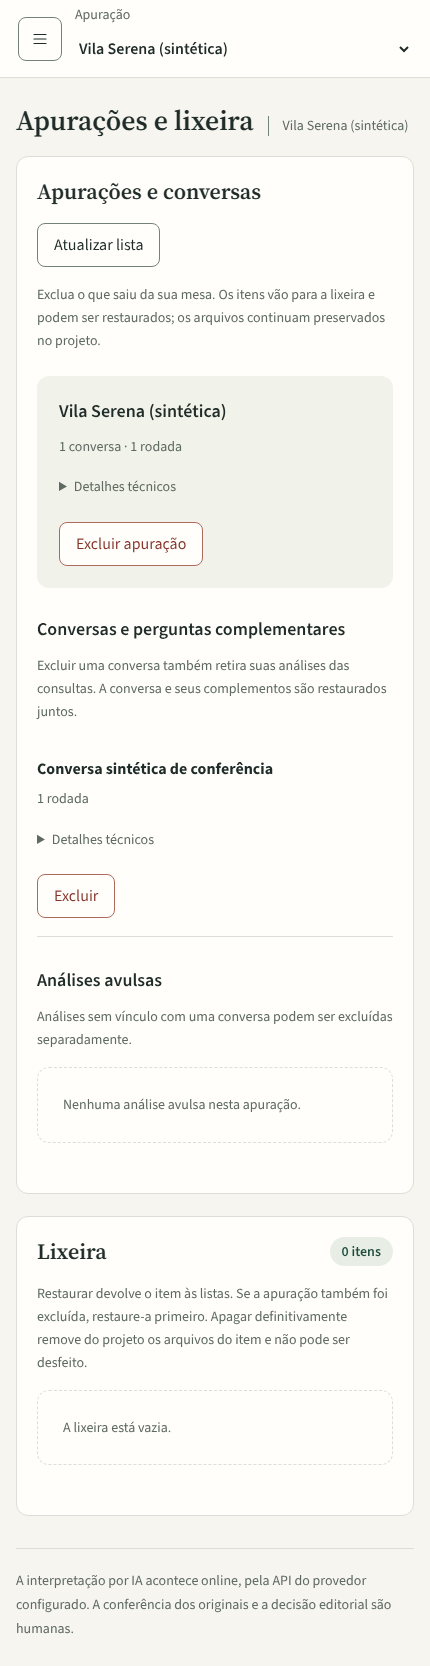 Apuração
Vila Serena (sintética)
Apurações e lixeira
Vila Serena (sintética)
Apurações e conversas
Atualizar lista
Exclua o que saiu da sua mesa. Os itens vão para a lixeira e
podem ser restaurados; os arquivos continuam preservados
no projeto.
Vila Serena (sintética)
1 conversa · 1 rodada
Detalhes técnicos
Excluir apuração
Conversas e perguntas complementares
Excluir uma conversa também retira suas análises das
consultas. A conversa e seus complementos são restaurados
juntos.
Conversa sintética de conferência
1 rodada
Detalhes técnicos
Excluir
Análises avulsas
Análises sem vínculo com uma conversa podem ser excluídas
separadamente.
Nenhuma análise avulsa nesta apuração.
Lixeira
0 itens
Restaurar devolve o item às listas. Se a apuração também foi
excluída, restaure-a primeiro. Apagar definitivamente
remove do projeto os arquivos do item e não pode ser
desfeito.
A lixeira está vazia.
A interpretação por IA acontece online, pela API do provedor
configurado. A conferência dos originais e a decisão editorial são
humanas.